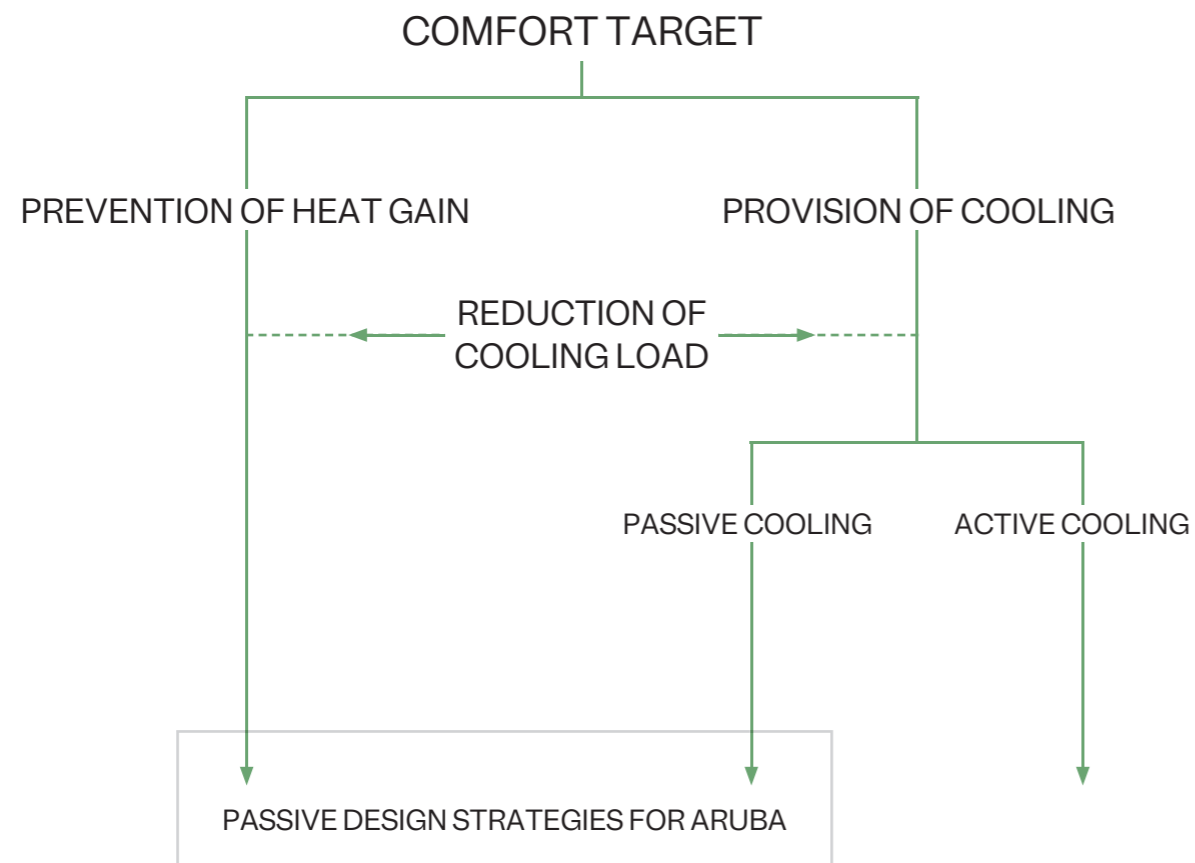 COMFORT TARGET
PREVENTION OF HEAT GAIN
PROVISION OF COOLING
REDUCTION OF
COOLING LOAD
PASSIVE COOLING
ACTIVE COOLING
PASSIVE DESIGN STRATEGIES FOR ARUBA